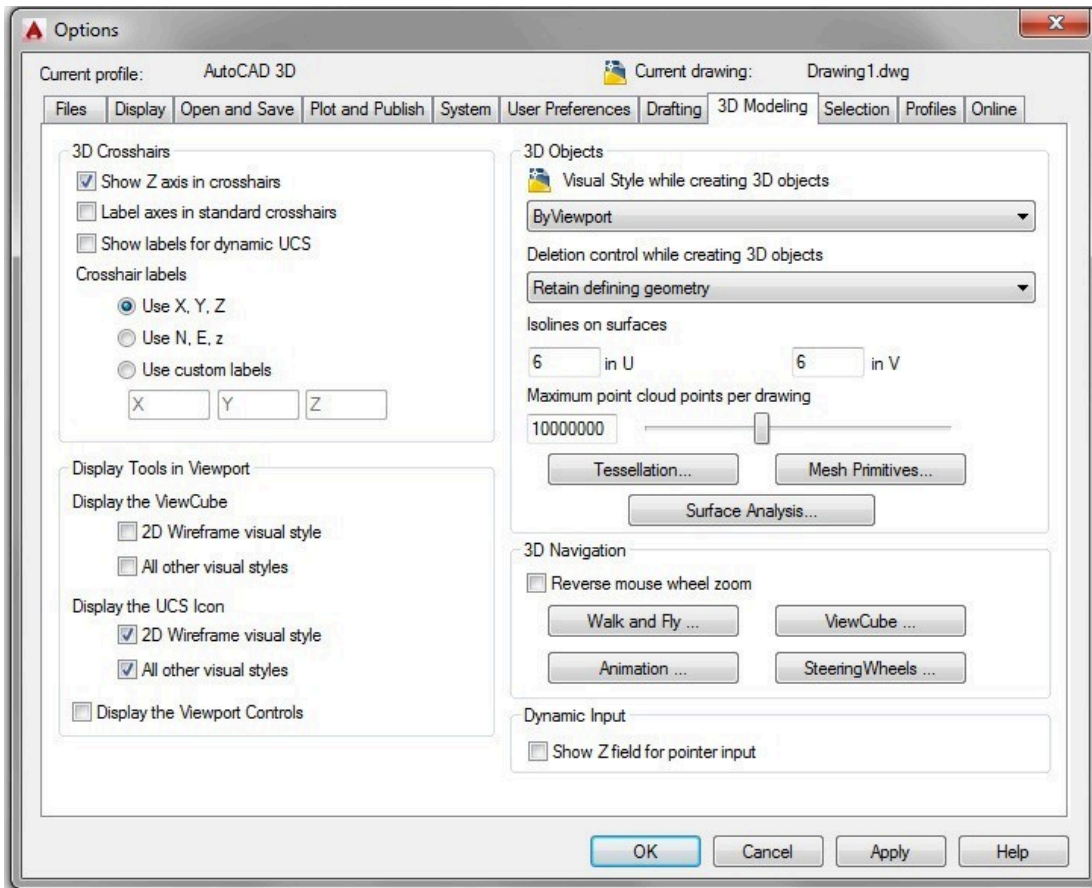 Options
Current profile: AutoCAD 3D Current drawing: Drawing1.dwg
Files Display Open and Save Plot and Publish System User Preferences Drafting 3D Modeling Selection Profiles Online
3D Crosshairs
Show Z axis in crosshairs
Label axes in standard crosshairs
Show labels for dynamic UCS
Crosshair labels
Use X, Y, Z
Use N, E, z
Use custom labels
X Y Z
Display Tools in Viewport
Display the ViewCube
2D Wireframe visual style
All other visual styles
Display the UCS Icon
2D Wireframe visual style
All other visual styles
Display the Viewport Controls
3D Objects
Visual Style while creating 3D objects
ByViewport
Deletion control while creating 3D objects
Retain defining geometry
Isolines on surfaces
6 in U 6 in V
Maximum point cloud points per drawing
10000000
Tessellation... Mesh Primitives...
Surface Analysis...
3D Navigation
Reverse mouse wheel zoom
Walk and Fly ... ViewCube ...
Animation ... SteeringWheels ...
Dynamic Input
Show Z field for pointer input
OK Cancel Apply Help